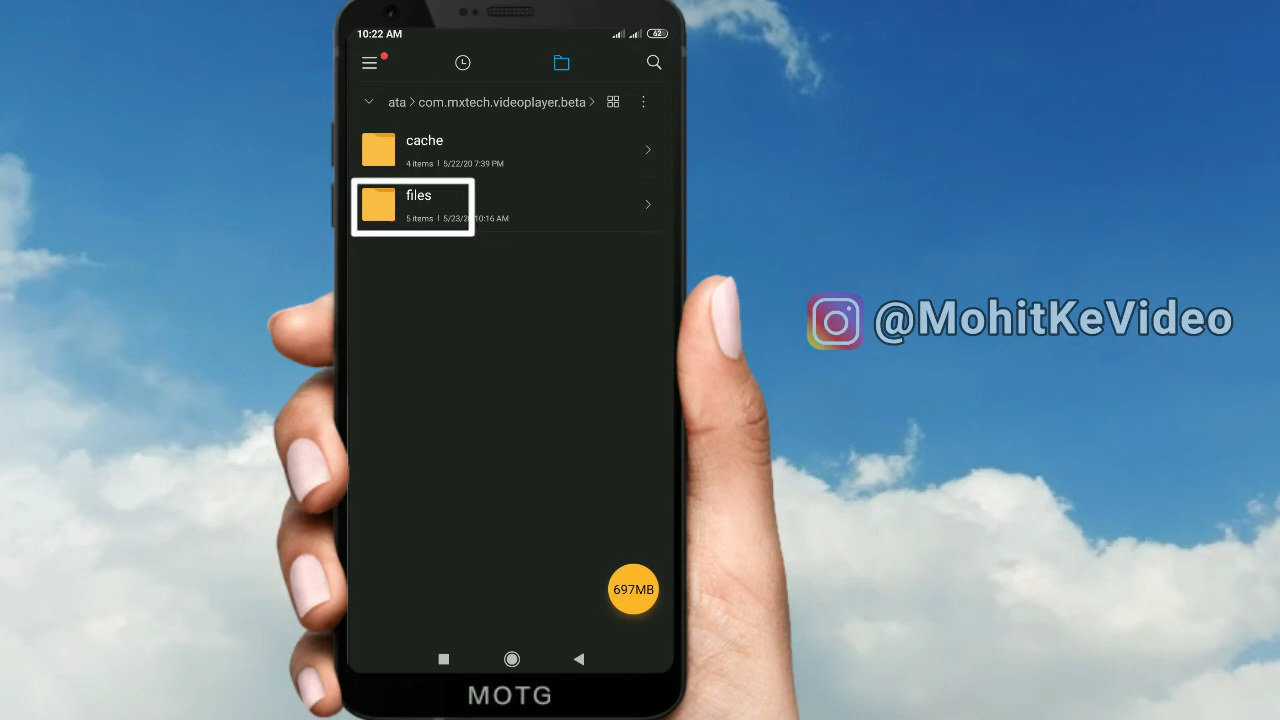 10:22 AM
62
ata > com.mxtech.videoplayer.beta >
cache
4 items | 5/22/20 7:39 PM
files
5 items | 5/23/2 10:16 AM
@MohitKeVideo
697MB
MOTG